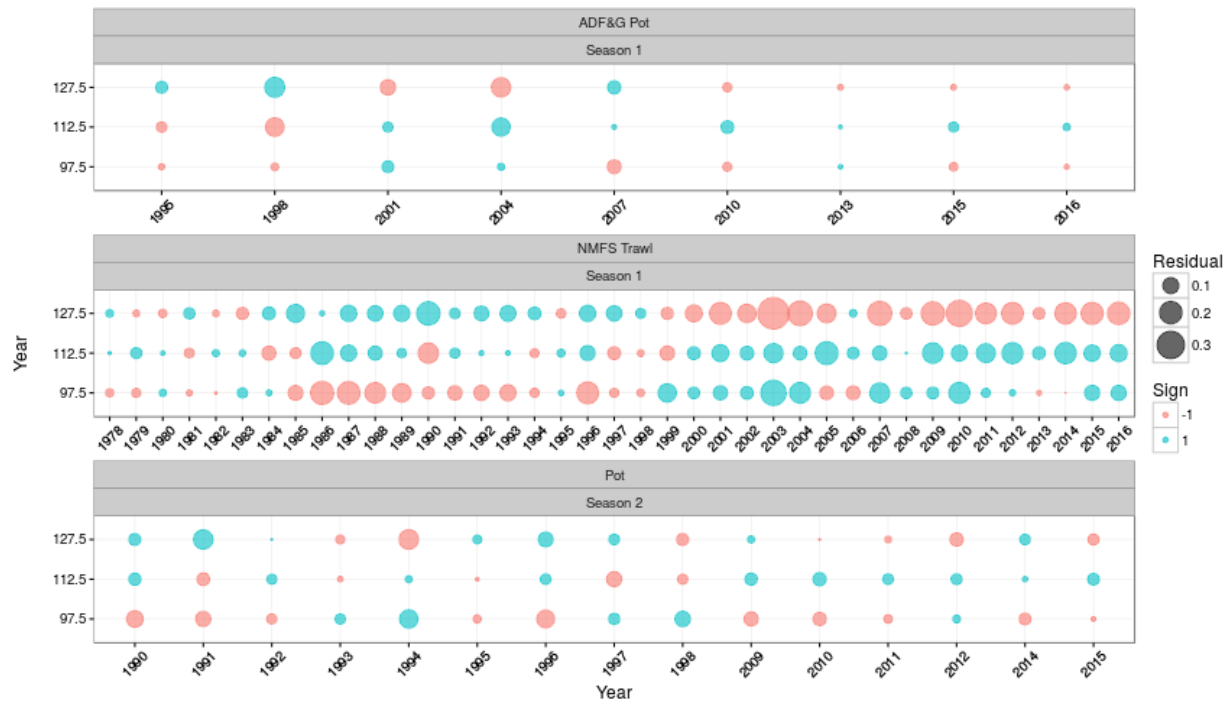 ADF&G Pot
Season 1
127.5
112.5
97.5
1995 1998 2001 2004 2007 2010 2013 2015 2016
NMFS Trawl
Season 1
127.5
112.5
97.5
1978 1979 1980 1981 1982 1983 1984 1985 1986 1987 1988 1989 1990 1991 1992 1993 1994 1995 1996 1997 1998 1999 2000 2001 2002 2003 2004 2005 2006 2007 2008 2009 2010 2011 2012 2013 2014 2015 2016
Pot
Season 2
127.5
112.5
97.5
1990 1991 1992 1993 1994 1995 1996 1997 1998 2009 2010 2011 2012 2014 2015
Year
Year
Residual
0.1
0.2
0.3
Sign
-1
1